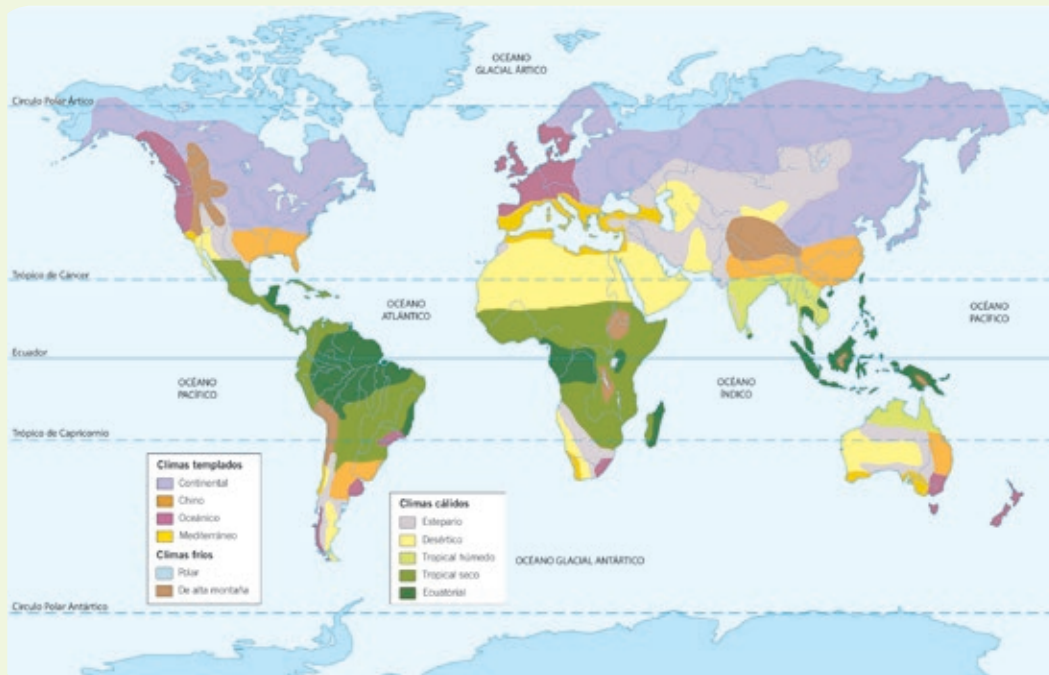 OCÉANO
GLACIAL ÁRTICO
Círculo Polar Ártico
Trópico de Cáncer
OCÉANO
ATLÁNTICO
OCÉANO
PACÍFICO
Ecuador
OCÉANO
PACÍFICO
OCÉANO
ÍNDICO
Trópico de Capricornio
Climas templados
Continental
Chino
Oceánico
Mediterráneo
Climas fríos
Polar
De alta montaña
Climas cálidos
Estepario
Desértico
Tropical húmedo
Tropical seco
Ecuatorial
OCÉANO GLACIAL ANTÁRTICO
Círculo Polar Antártico